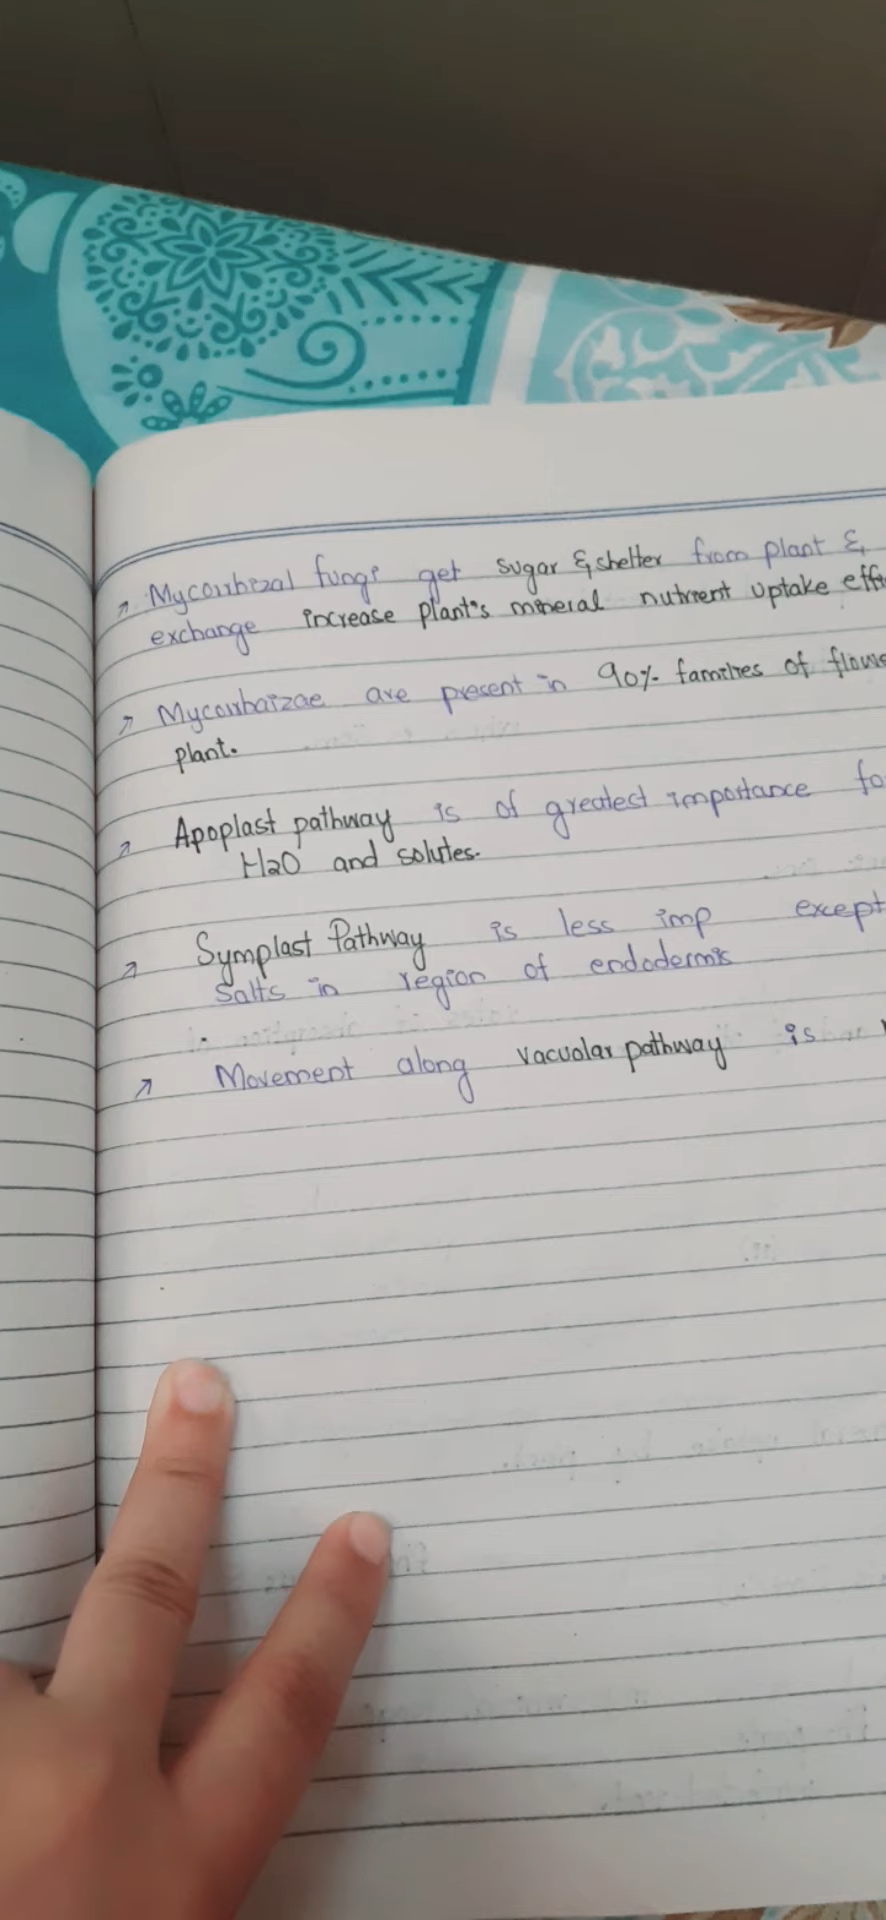 ↗ Mycorrhizal fungi get sugar & shelter from plant &
exchange increase plant's mineral nutrient uptake
↗ Mycorrhaizae are present in 90% families of
plant.
↗ Apoplast pathway is of greatest importance
H2O and solutes.
↗ Symplast Pathway is less imp except
Salts in region of endodermis
↗ Movement along vacuolar pathway is